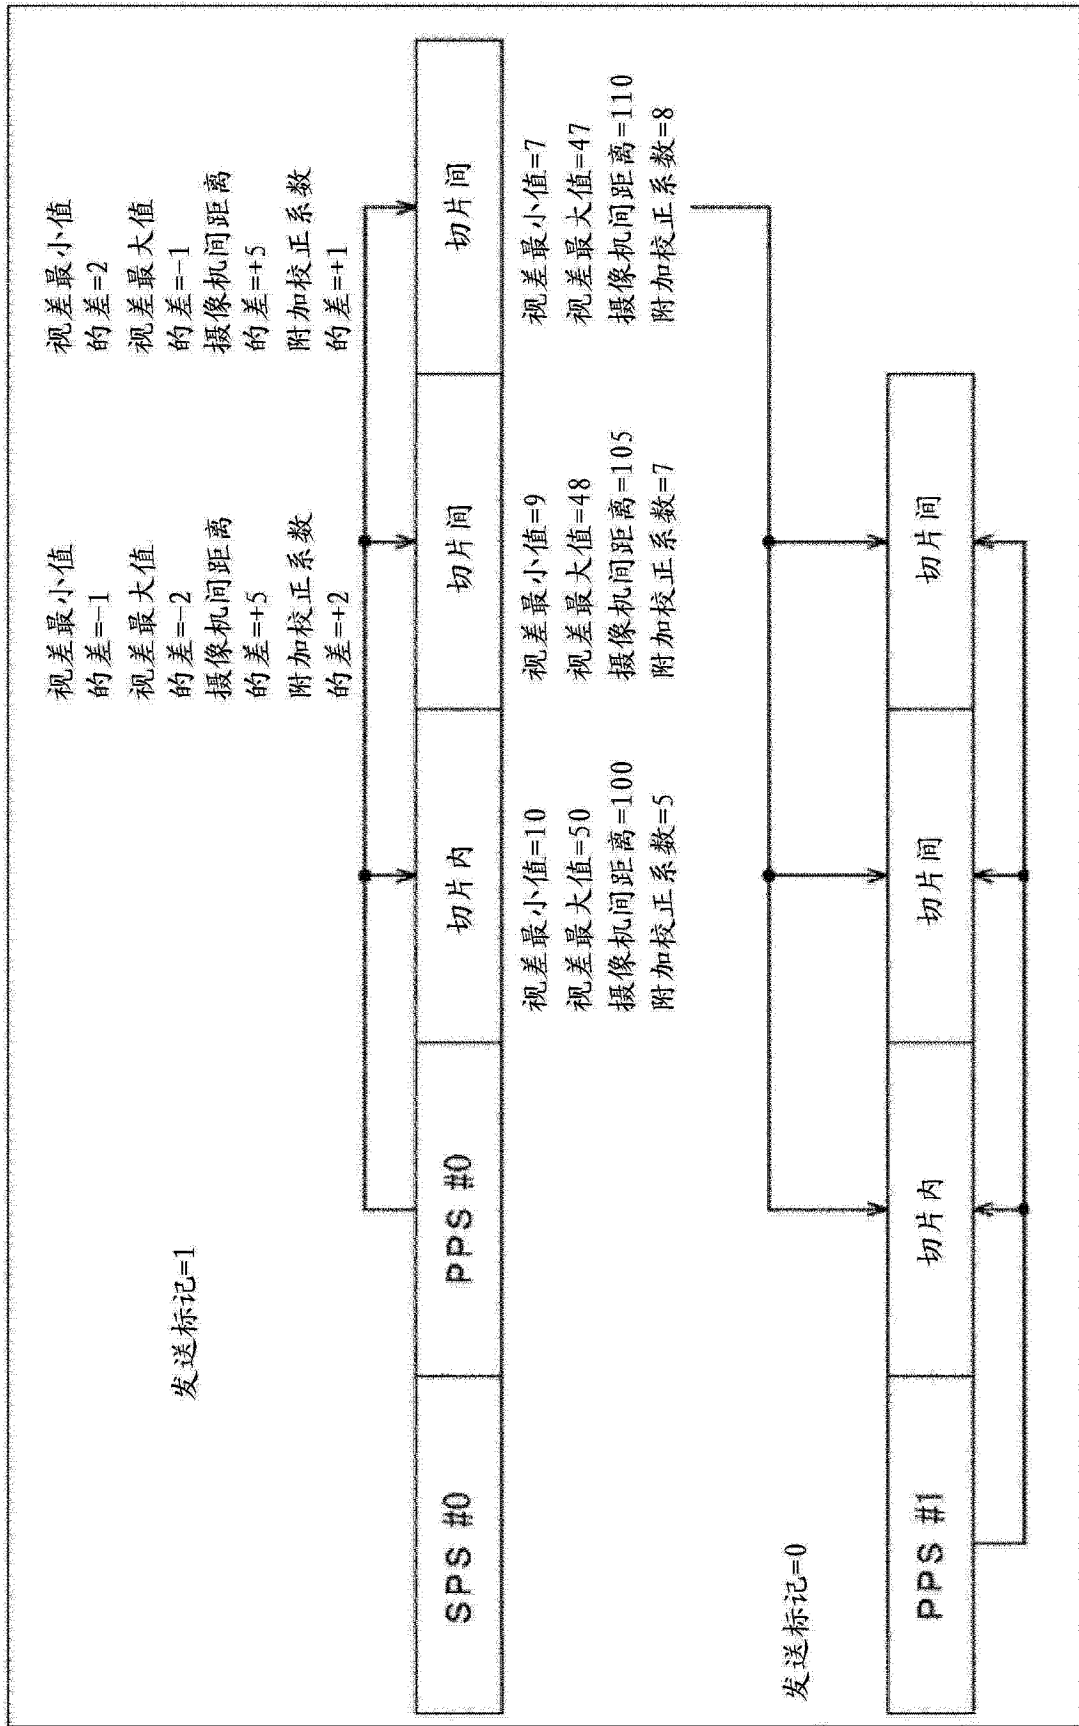 发送标记=1
视差最小值
的差=-1
视差最大值
的差=-2
摄像机间距离
的差=+5
附加校正系数
的差=+2
视差最小值
的差=2
视差最大值
的差=-1
摄像机间距离
的差=+5
附加校正系数
的差=+1
SPS #0
PPS #0
切片内
切片间
切片间
视差最小值=10
视差最大值=50
摄像机间距离=100
附加校正系数=5
视差最小值=9
视差最大值=48
摄像机间距离=105
附加校正系数=7
视差最小值=7
视差最大值=47
摄像机间距离=110
附加校正系数=8
发送标记=0
PPS #1
切片内
切片间
切片间